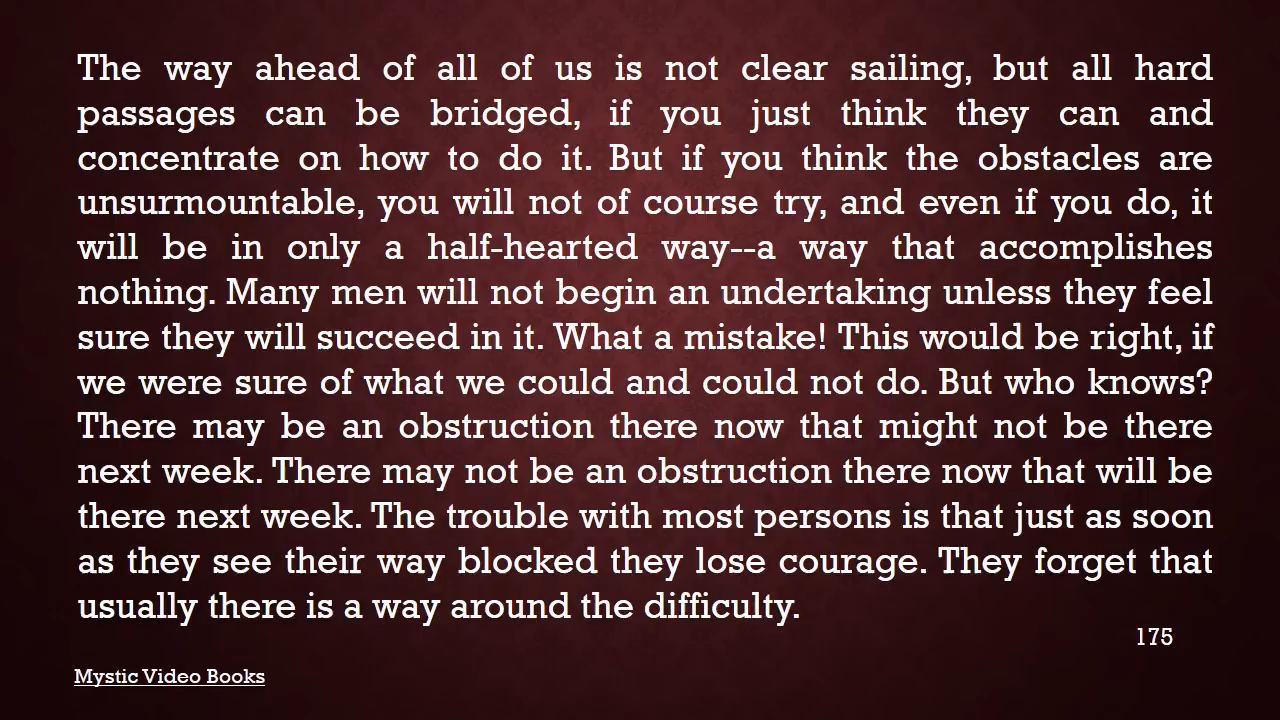 The way ahead of all of us is not clear sailing, but all hard
passages can be bridged, if you just think they can and
concentrate on how to do it. But if you think the obstacles are
unsurmountable, you will not of course try, and even if you do, it
will be in only a half-hearted way--a way that accomplishes
nothing. Many men will not begin an undertaking unless they feel
sure they will succeed in it. What a mistake! This would be right, if
we were sure of what we could and could not do. But who knows?
There may be an obstruction there now that might not be there
next week. There may not be an obstruction there now that will be
there next week. The trouble with most persons is that just as soon
as they see their way blocked they lose courage. They forget that
usually there is a way around the difficulty.
175
Mystic Video Books